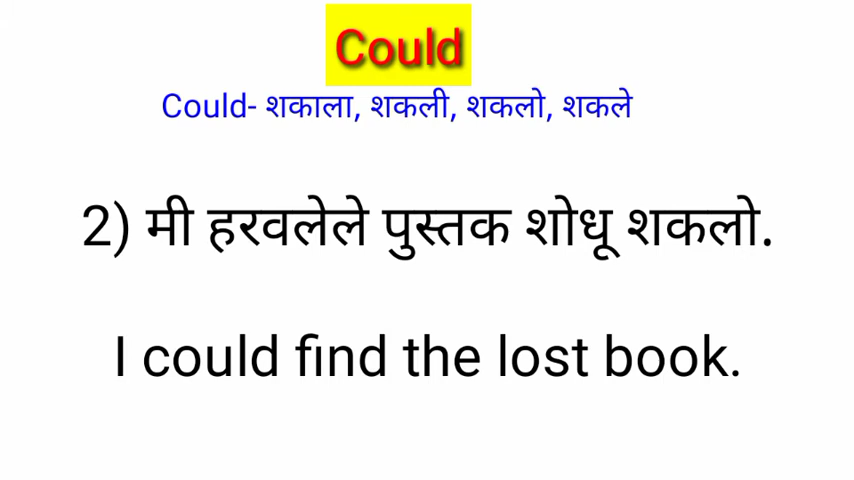 Could
Could- शकाला, शकली, शकलो, शकले
2) मी हरवलेले पुस्तक शोधू शकलो.
I could find the lost book.